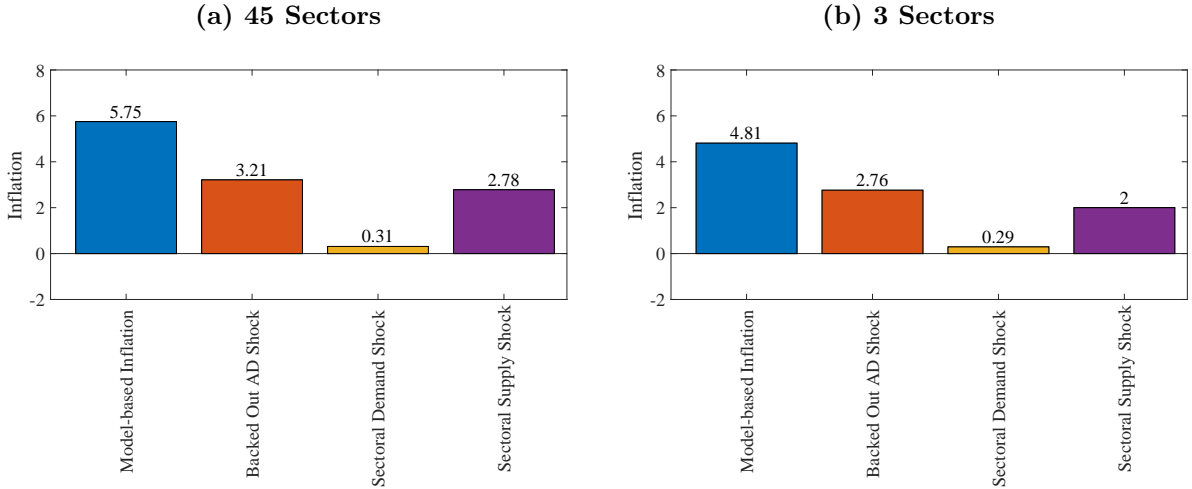 (a) 45 Sectors
8
6
4
2
0
-2
Inflation
5.75
3.21
0.31
2.78
Model-based Inflation
Backed Out AD Shock
Sectoral Demand Shock
Sectoral Supply Shock
(b) 3 Sectors
8
6
4
2
0
-2
Inflation
4.81
2.76
0.29
2
Model-based Inflation
Backed Out AD Shock
Sectoral Demand Shock
Sectoral Supply Shock